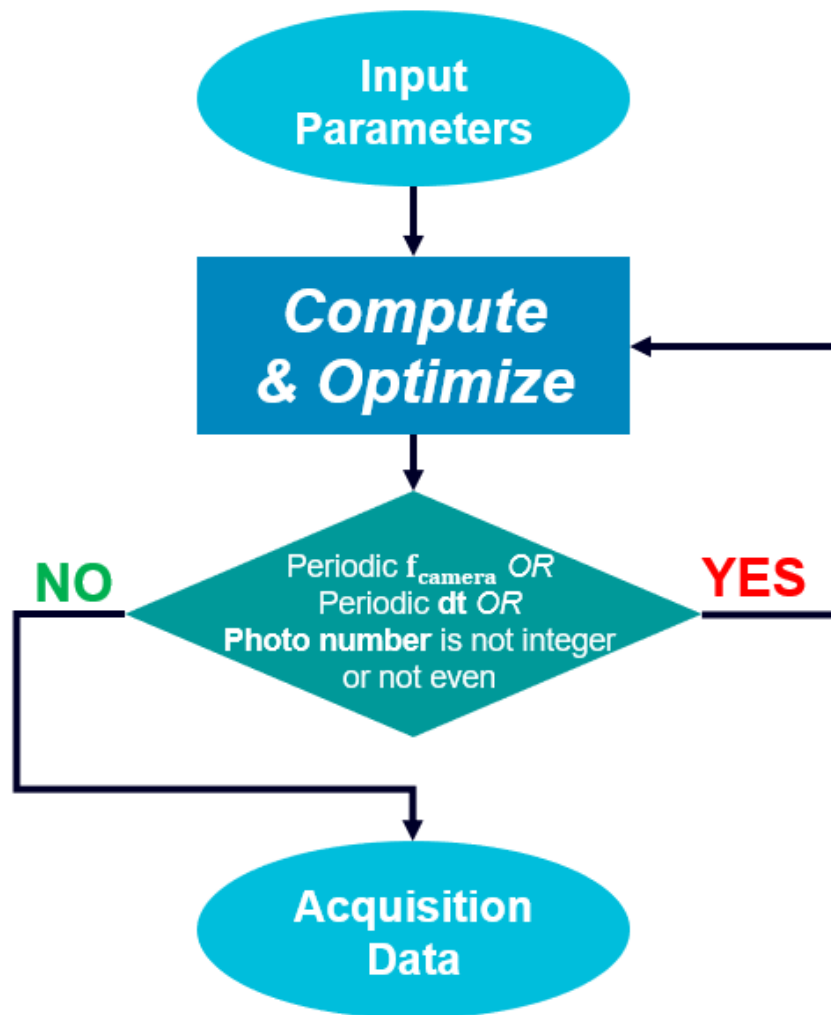 Input
Parameters
Compute
& Optimize
NO
YES
Periodic f_camera OR
Periodic dt OR
Photo number is not integer
or not even
Acquisition
Data